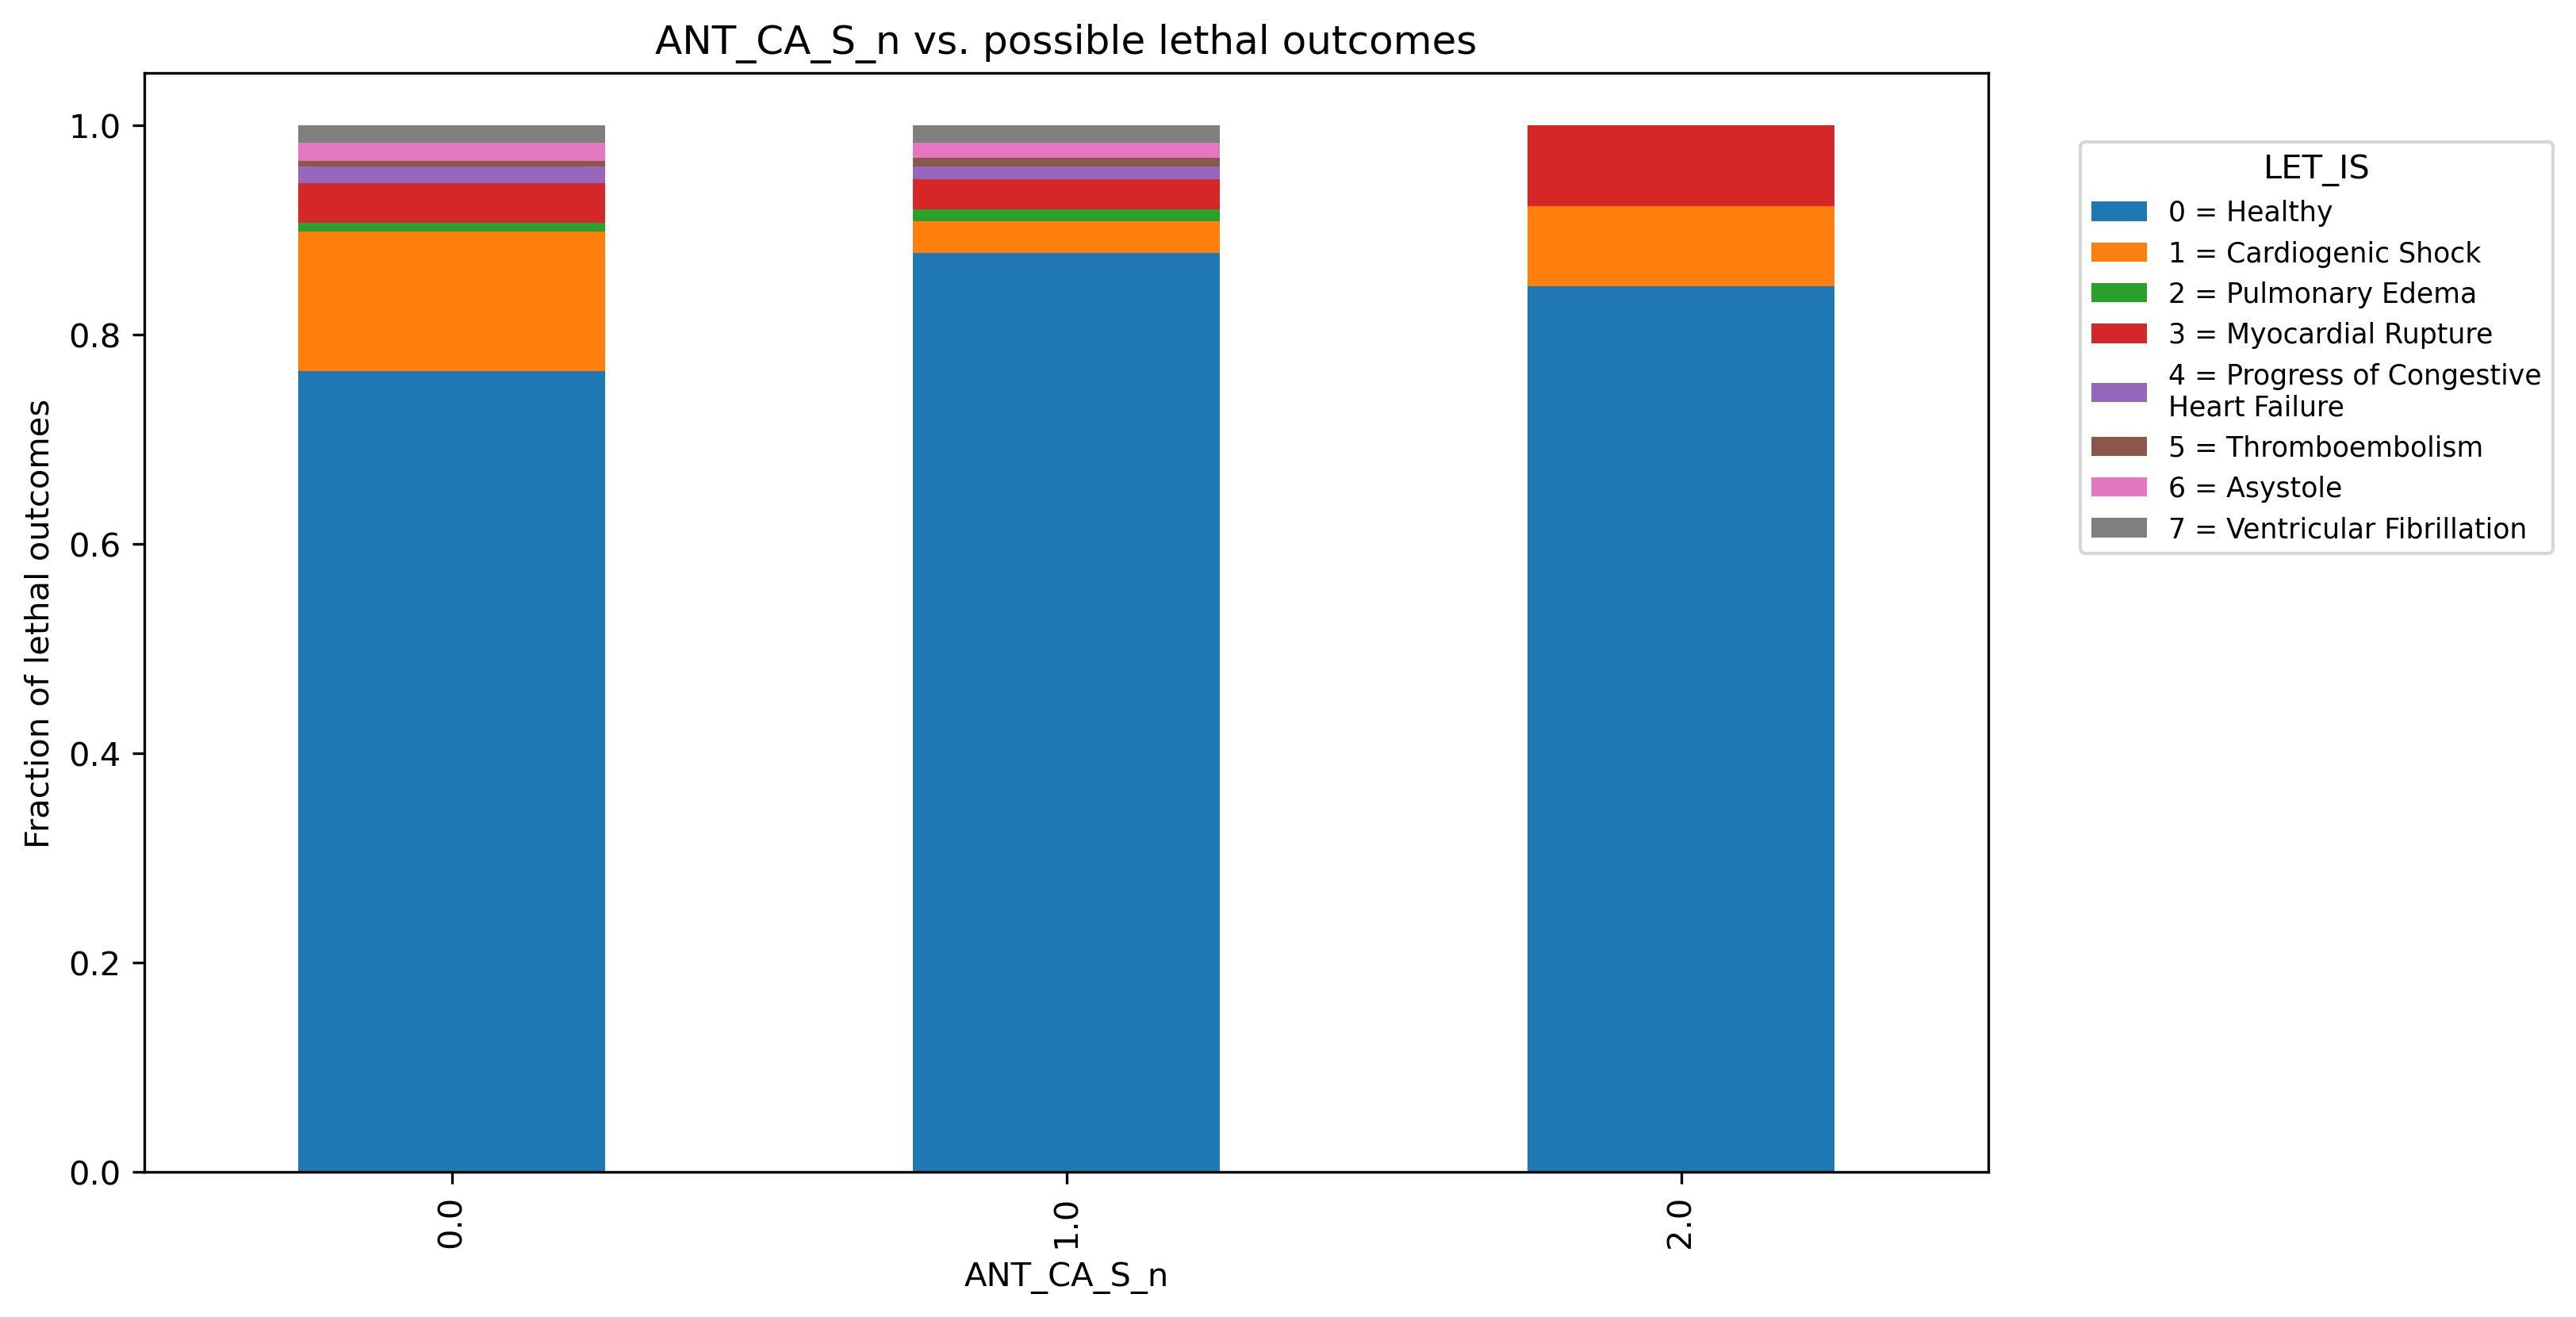 ANT_CA_S_n vs. possible lethal outcomes
Fraction of lethal outcomes
1.0
0.8
0.6
0.4
0.2
0.0
0.0
1.0
2.0
ANT_CA_S_n
LET_IS
0 = Healthy
1 = Cardiogenic Shock
2 = Pulmonary Edema
3 = Myocardial Rupture
4 = Progress of Congestive
Heart Failure
5 = Thromboembolism
6 = Asystole
7 = Ventricular Fibrillation